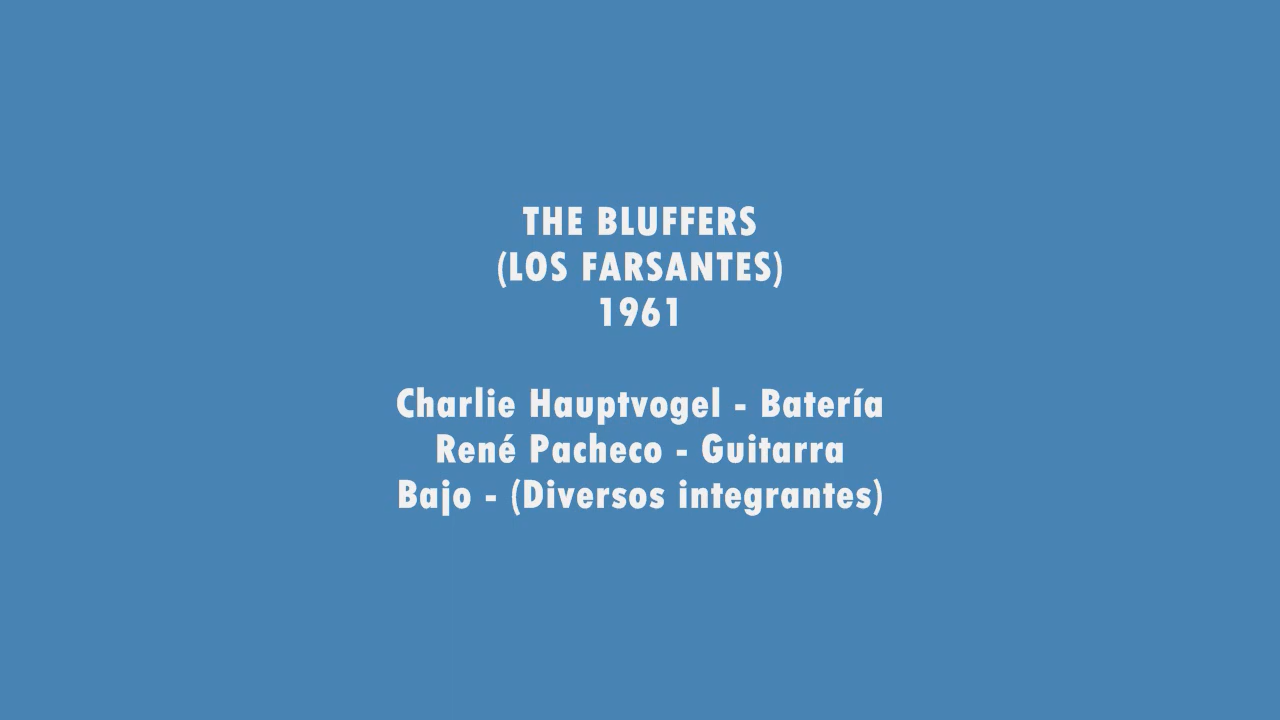 THE BLUFFERS
(LOS FARSANTES)
1961
Charlie Hauptvogel - Batería
René Pacheco - Guitarra
Bajo - (Diversos integrantes)